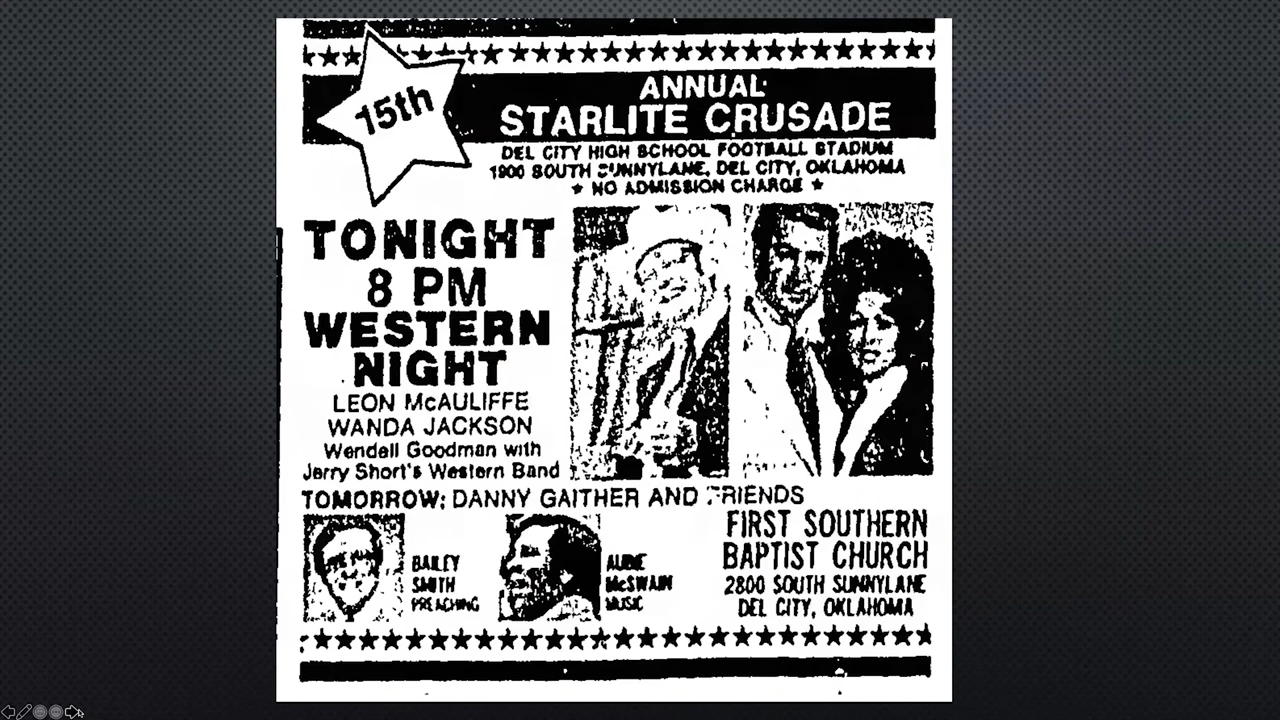 15th
ANNUAL
STARLITE CRUSADE
DEL CITY HIGH SCHOOL FOOTBALL STADIUM
1900 SOUTH SUNNYLANE, DEL CITY, OKLAHOMA
★ NO ADMISSION CHARGE ★
TONIGHT
8 PM
WESTERN
NIGHT
LEON McAULIFFE
WANDA JACKSON
Wendell Goodman with
Jerry Short's Western Band
TOMORROW: DANNY GAITHER AND FRIENDS
BAILEY
SMITH
PREACHING
AUBIE
McSWAIN
MUSIC
FIRST SOUTHERN
BAPTIST CHURCH
2800 SOUTH SUNNYLANE
DEL CITY, OKLAHOMA